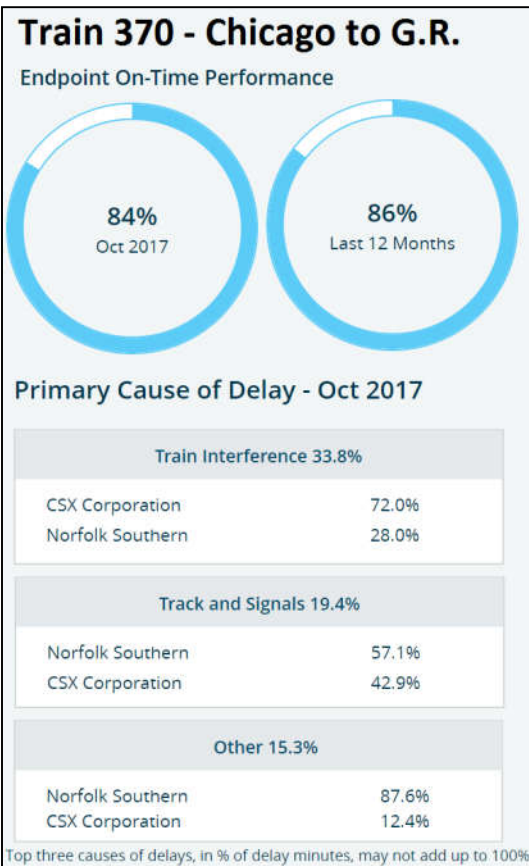 Train 370 - Chicago to G.R.
Endpoint On-Time Performance
84%
Oct 2017
86%
Last 12 Months
Primary Cause of Delay - Oct 2017
Train Interference 33.8%
CSX Corporation 72.0%
Norfolk Southern 28.0%
Track and Signals 19.4%
Norfolk Southern 57.1%
CSX Corporation 42.9%
Other 15.3%
Norfolk Southern 87.6%
CSX Corporation 12.4%
Top three causes of delays, in % of delay minutes, may not add up to 100%